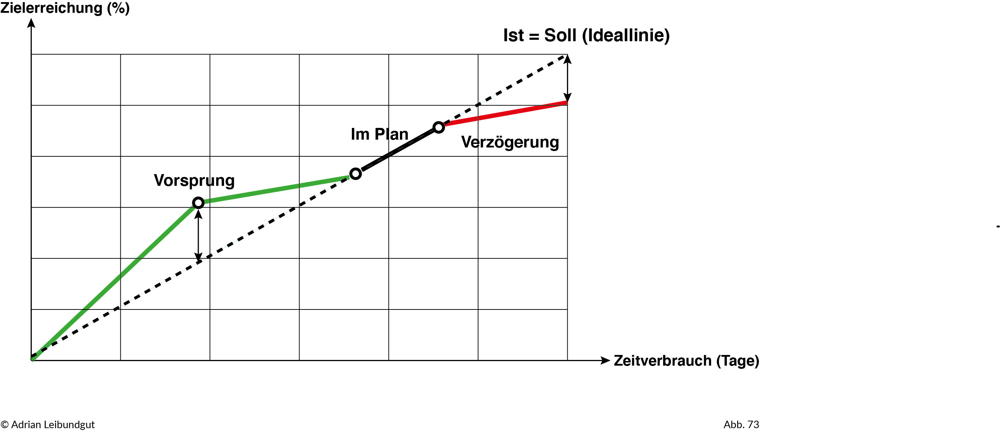 Zielerreichung (%)
Ist = Soll (Ideallinie)
Im Plan
Verzögerung
Vorsprung
Zeitverbrauch (Tage)
© Adrian Leibundgut
Abb. 73